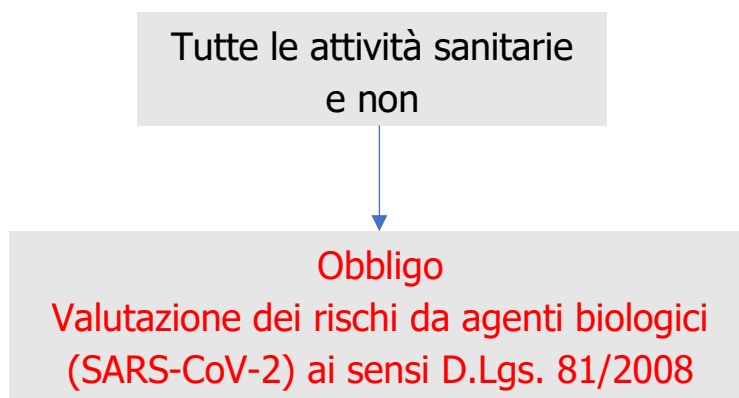 Tutte le attività sanitarie
e non
Obbligo
Valutazione dei rischi da agenti biologici
(SARS-CoV-2) ai sensi D.Lgs. 81/2008